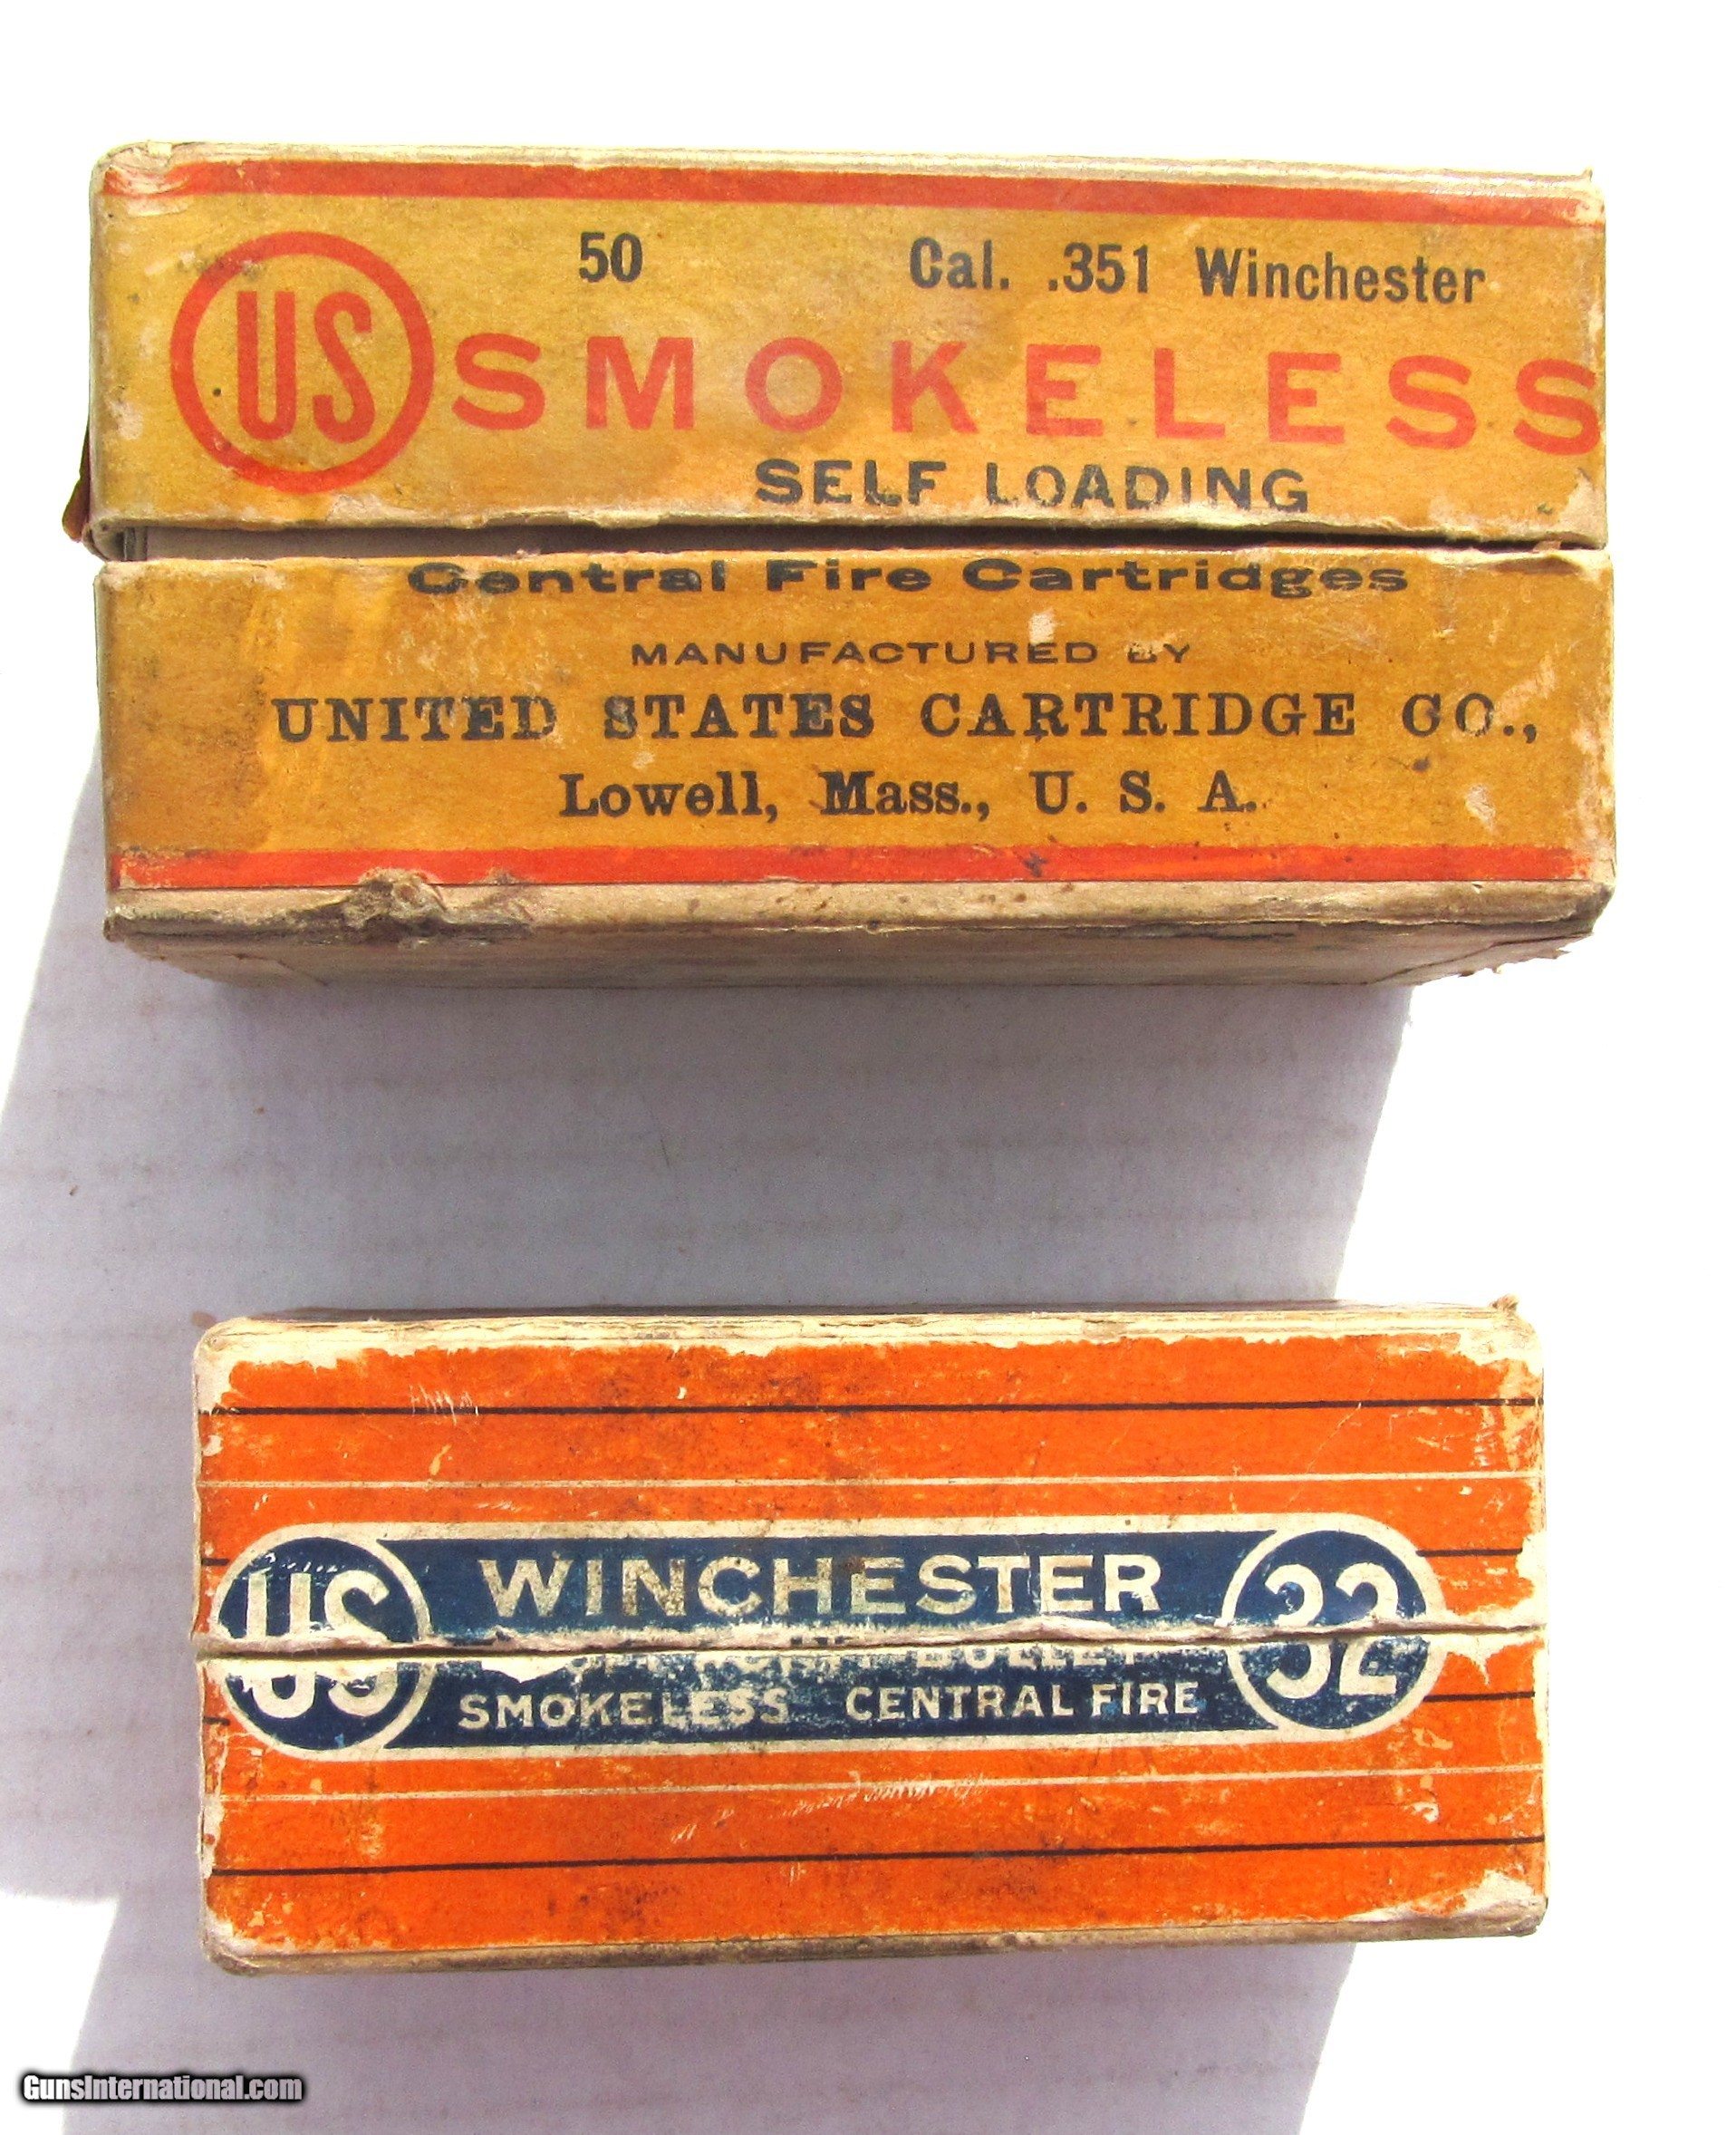 50 Cal. .351 Winchester
US SMOKELESS
SELF LOADING
Central Fire Cartridges
MANUFACTURED BY
UNITED STATES CARTRIDGE CO.,
Lowell, Mass., U. S. A.
US WINCHESTER 32
BULLET
SMOKELESS CENTRAL FIRE
GunsInternational.com